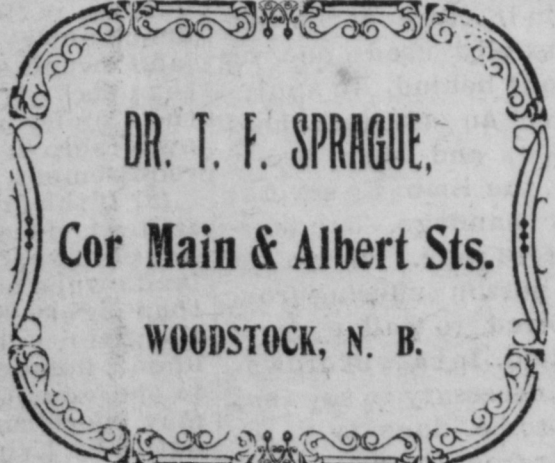 DR. T. F. SPRAGUE,
Cor Main & Albert Sts.
WOODSTOCK, N. B.